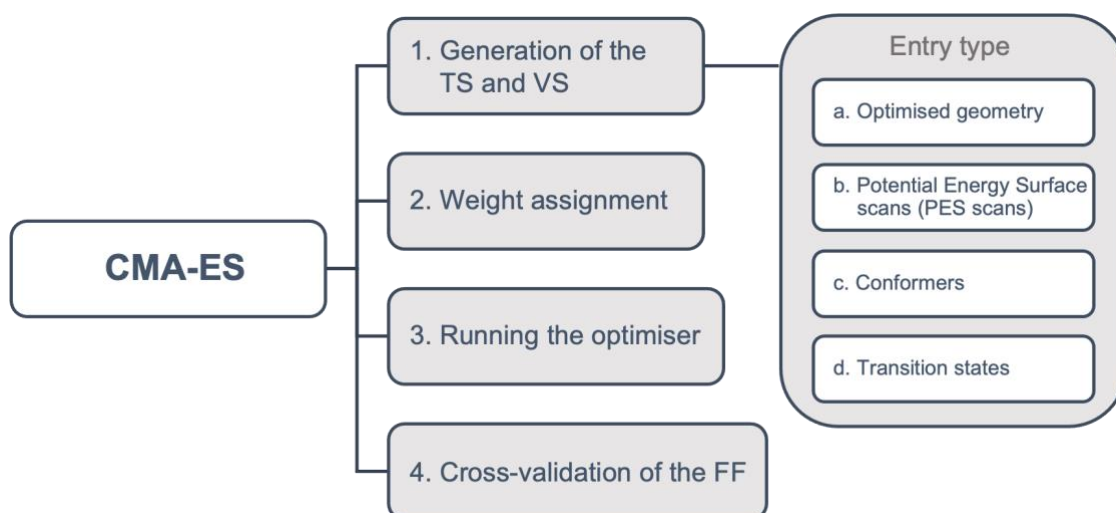 CMA-ES
1. Generation of the
TS and VS
2. Weight assignment
3. Running the optimiser
4. Cross-validation of the FF
Entry type
a. Optimised geometry
b. Potential Energy Surface
scans (PES scans)
c. Conformers
d. Transition states